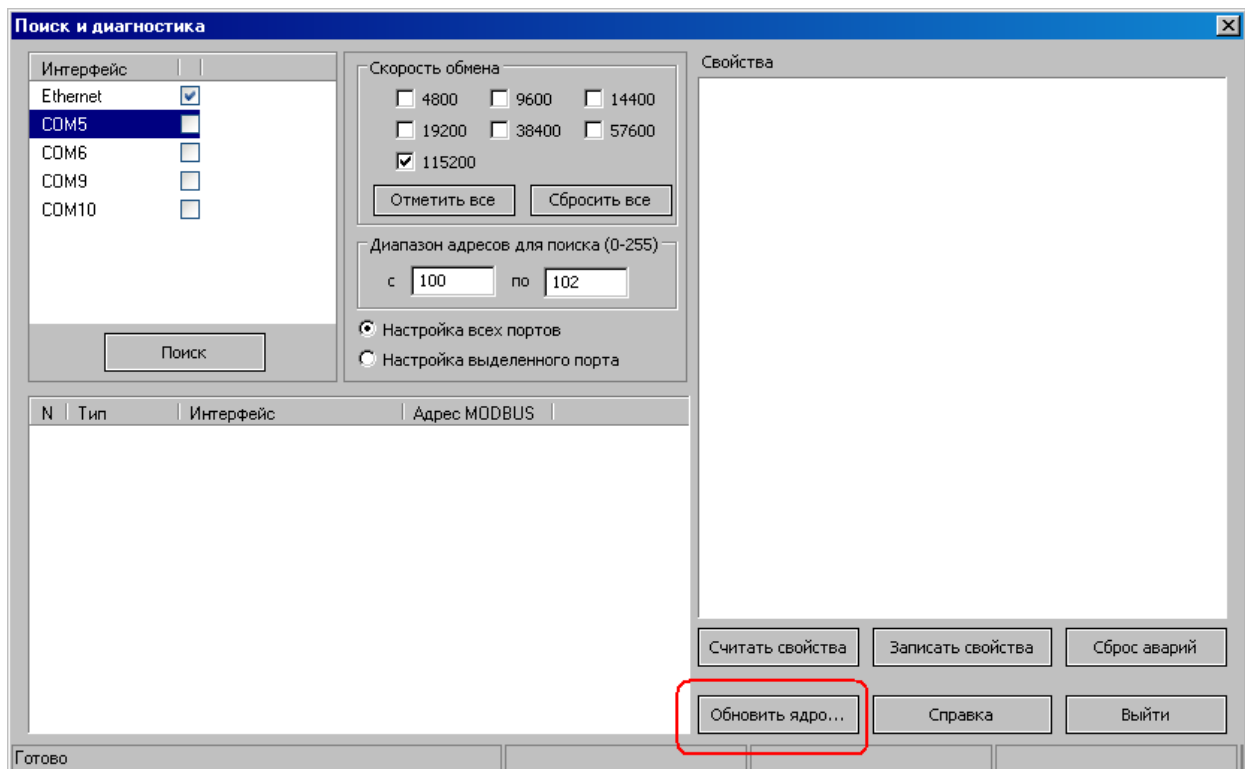 Поиск и диагностика
Интерфейс
Ethernet
COM5
COM6
COM9
COM10
Поиск
Скорость обмена
4800 9600 14400
19200 38400 57600
115200
Отметить все Сбросить все
Диапазон адресов для поиска (0-255)
с 100 по 102
Настройка всех портов
Настройка выделенного порта
Свойства
N Тип Интерфейс Адрес MODBUS
Считать свойства Записать свойства Сброс аварий
Обновить ядро... Справка Выйти
Готово